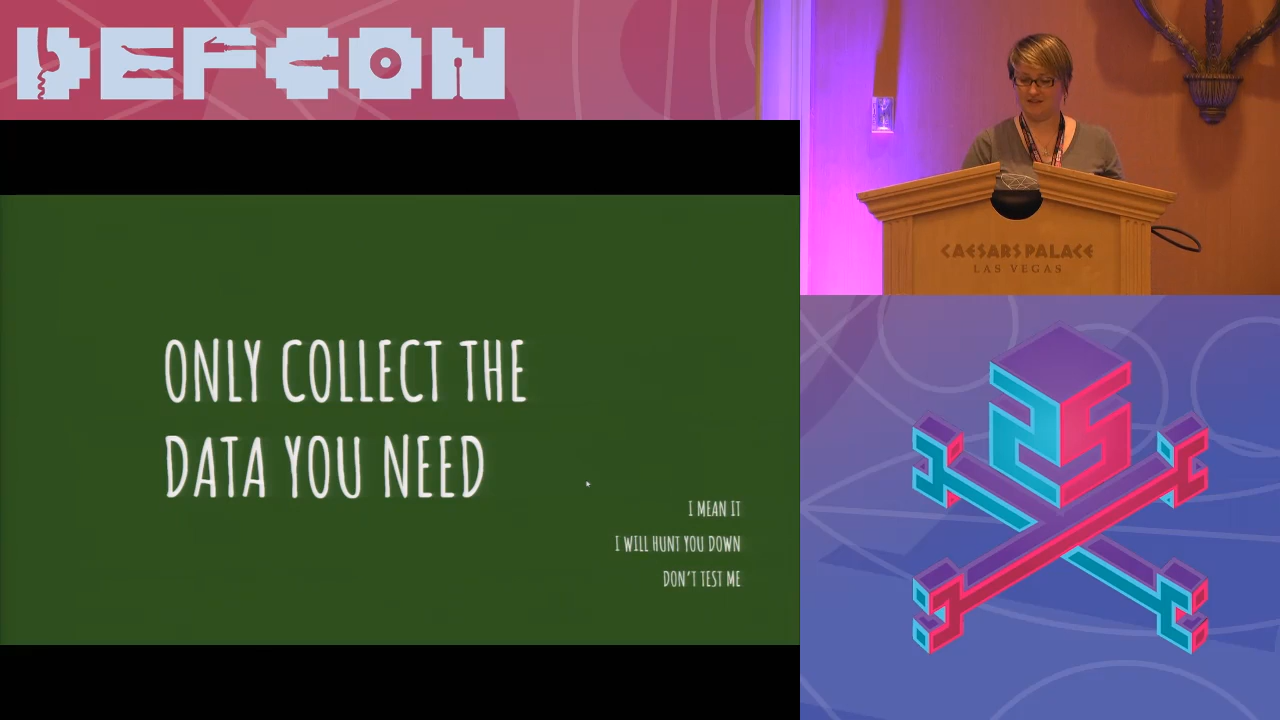 DEFCON
ONLY COLLECT THE
DATA YOU NEED
I MEAN IT
I WILL HUNT YOU DOWN
DON'T TEST ME
CAESARS PALACE
LAS VEGAS
25